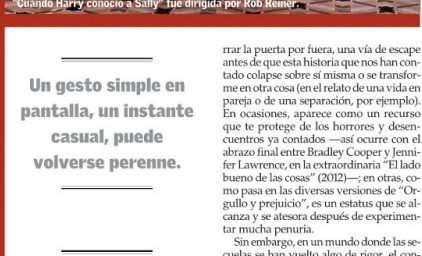 "Cuando Harry conoció a Sally" fue dirigida por Rob Reiner.
Un gesto simple en
pantalla, un instante
casual, puede
volverse perenne.
rrar la puerta por fuera, una vía de escape
antes de que esta historia que nos han con-
tado colapse sobre sí misma o se transfor-
me en otra cosa (en el relato de una vida en
pareja o de una separación, por ejemplo).
En ocasiones, aparece como un recurso
que te protege de los horrores y desen-
cuentros ya contados —así ocurre con el
abrazo final entre Bradley Cooper y Jenni-
fer Lawrence, en la extraordinaria "El lado
bueno de las cosas" (2012)—; en otras, co-
mo pasa en las diversas versiones de "Or-
gullo y prejuicio", es un estatus que se al-
canza y se atesora después de experimen-
tar mucha penuria.
Sin embargo, en un mundo donde las se-
cuelas se han vuelto algo de rigor, el con-